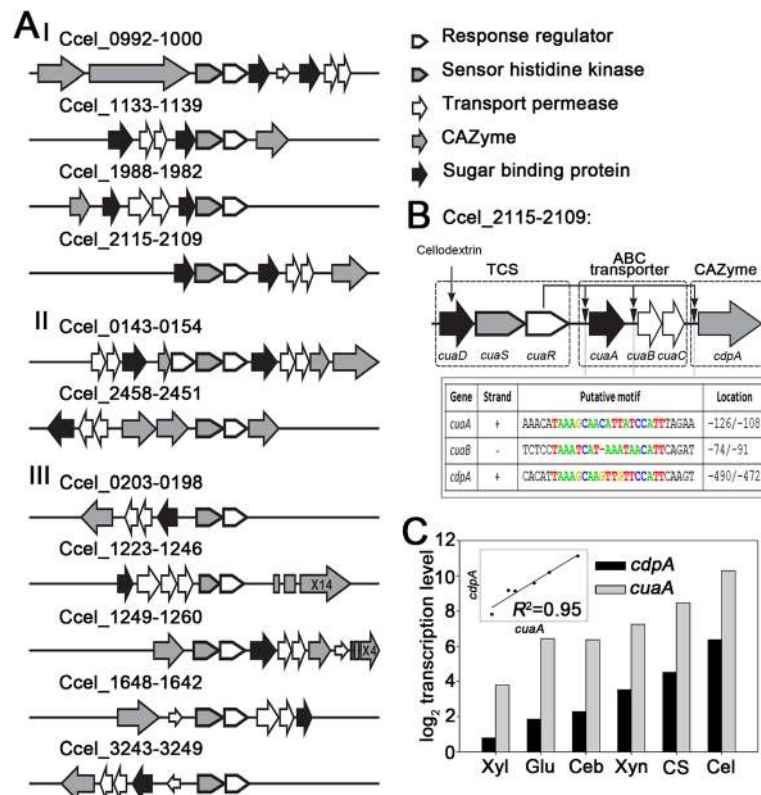 A
I
Ccel_0992-1000
Ccel_1133-1139
Ccel_1988-1982
Ccel_2115-2109
II
Ccel_0143-0154
Ccel_2458-2451
III
Ccel_0203-0198
Ccel_1223-1246
X14
Ccel_1249-1260
X4
Ccel_1648-1642
Ccel_3243-3249
Response regulator
Sensor histidine kinase
Transport permease
CAZyme
Sugar binding protein
B Ccel_2115-2109:
Cellodextrin
TCS
ABC
transporter
CAZyme
cuaD cuaS cuaR cuaA cuaB cuaC cdpA
Gene Strand Putative motif Location
cuaA + AAACATAAAGCAACATTATCCATTTAGAA -126/-108
cuaB - TCTCCTAAATCAT-AAATAACATTCAGAT -74/-91
cdpA + CACATTAAAGCAAGTTGTTCCATTCAAGT -490/-472
C
log2 transcription level
12
10
8
6
4
2
0
cdpA
cuaA
R²=0.95
cdpA
cuaA
Xyl Glu Ceb Xyn CS Cel